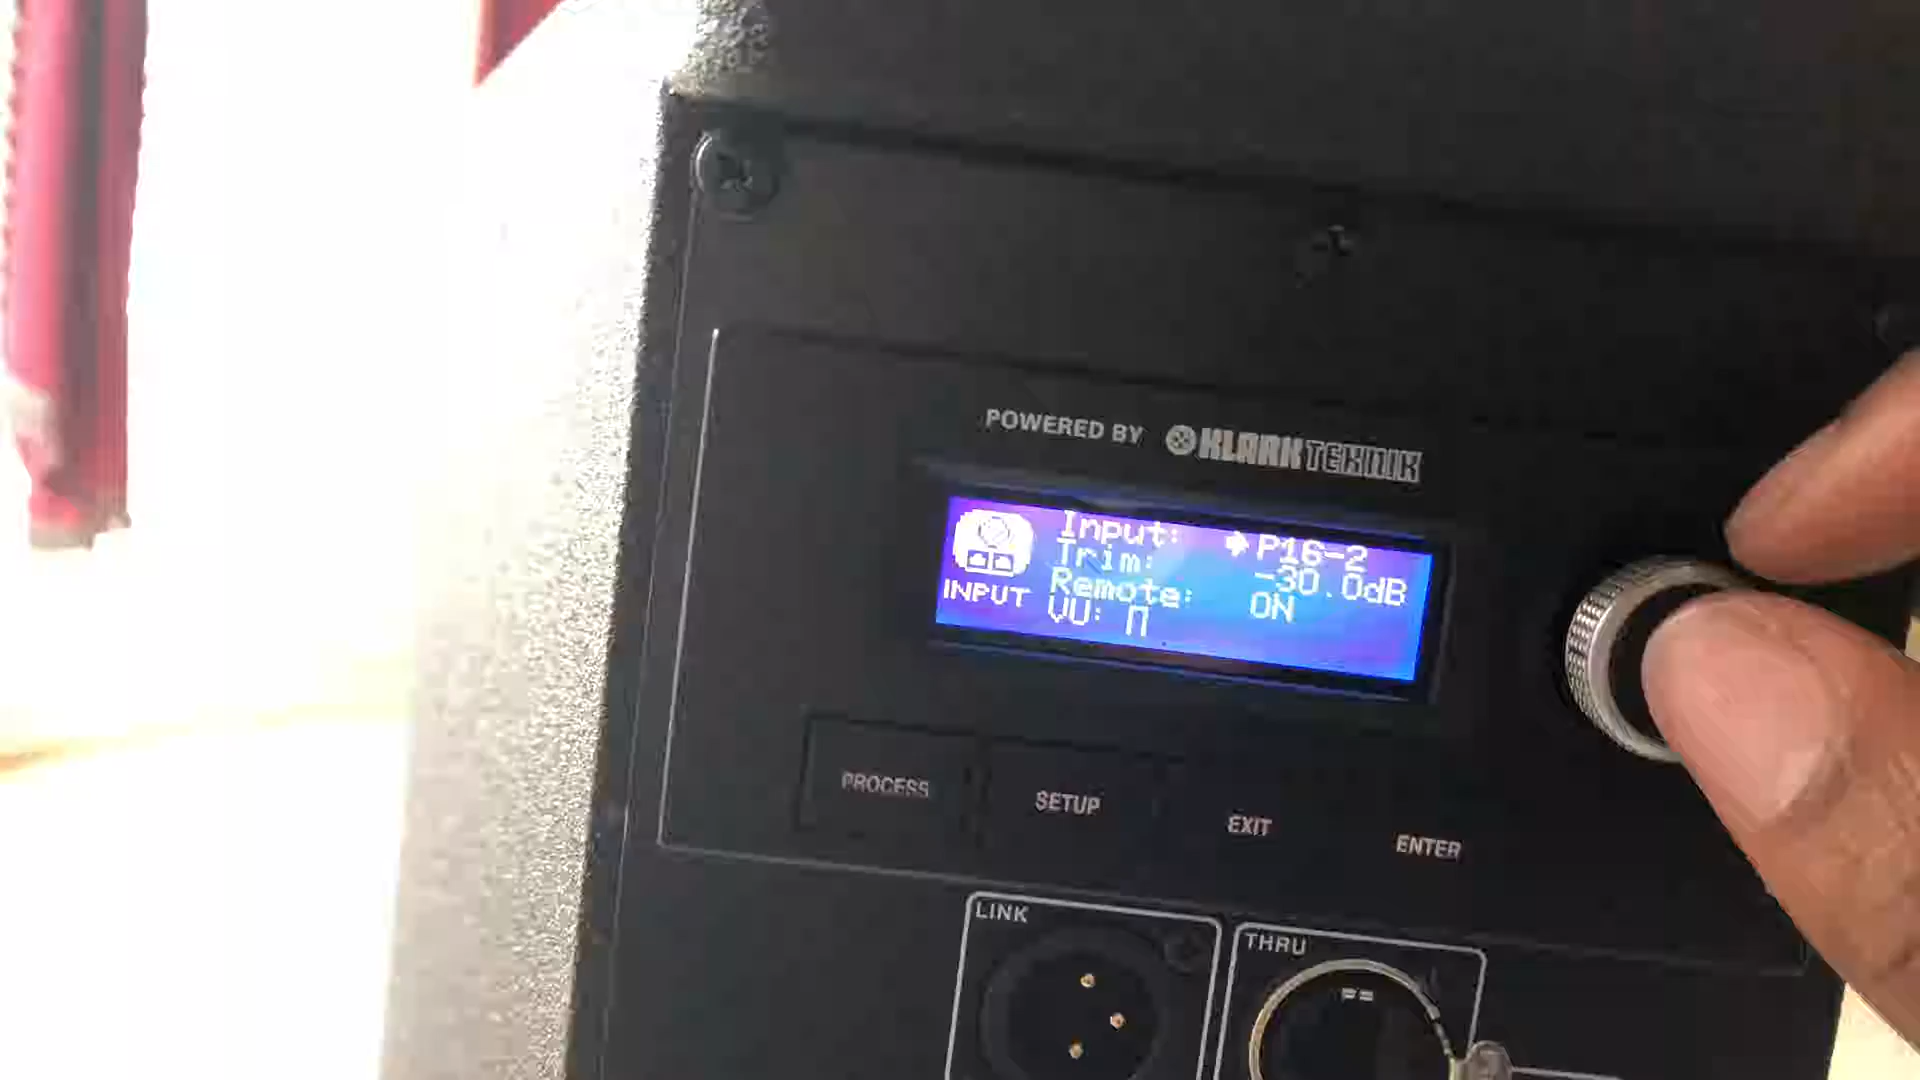 POWERED BY KLARK TEKNIK
Input: P16-2
Trim: -30.0dB
Remote: ON
VU:
INPUT
PROCESS
SETUP
EXIT
ENTER
LINK
THRU